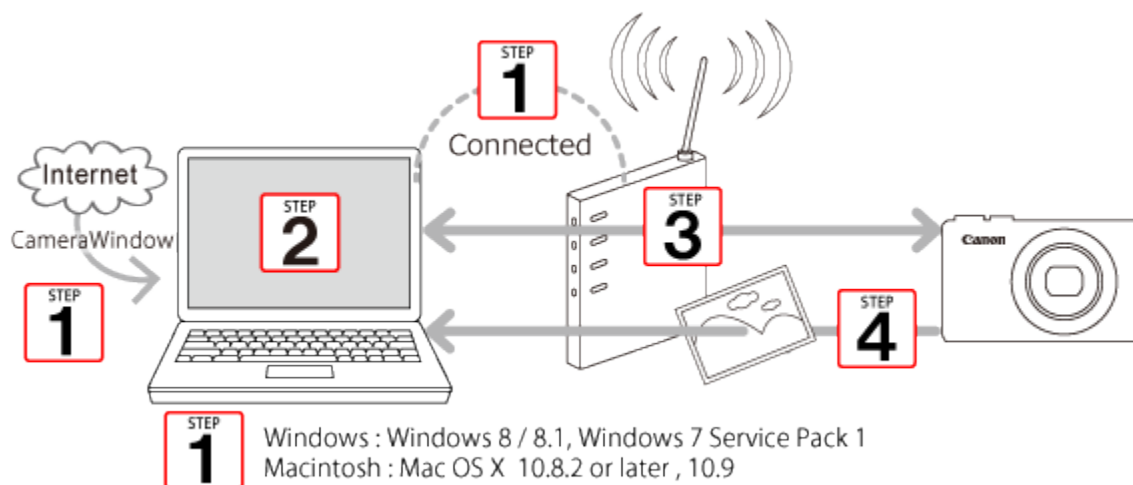 STEP
1
Connected
Internet
CameraWindow
STEP
1
STEP
2
STEP
3
Canon
STEP
4
STEP
1
Windows : Windows 8 / 8.1, Windows 7 Service Pack 1
Macintosh : Mac OS X 10.8.2 or later , 10.9